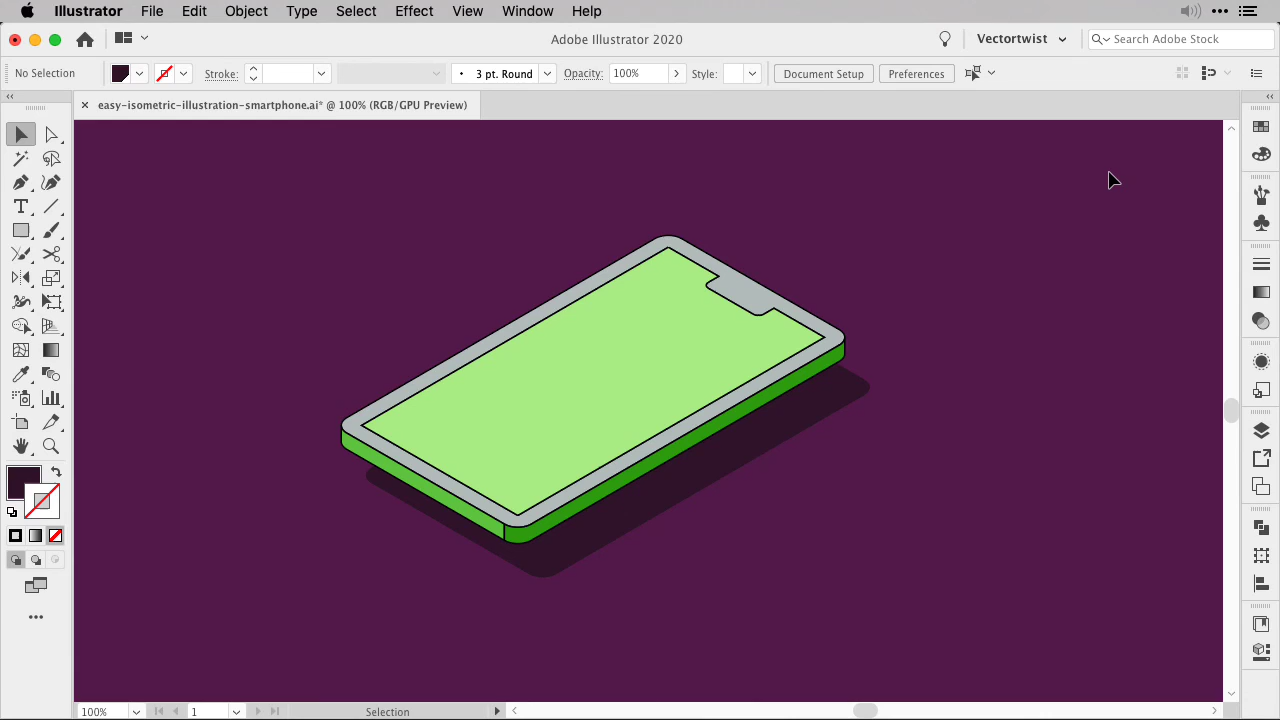 Illustrator File Edit Object Type Select Effect View Window Help
Adobe Illustrator 2020
Vectortwist
Search Adobe Stock
No Selection
Stroke:
3 pt. Round
Opacity:
100%
Style:
Document Setup
Preferences
easy-isometric-illustration-smartphone.ai* @ 100% (RGB/GPU Preview)
100%
1
Selection